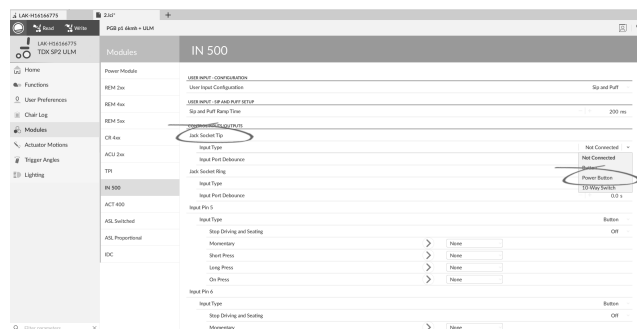 LAK-H16166775
2.lci*
+
Read
Write
PGB p5 6kmh + ULM
LAK-H16166775
TDX SP2 ULM
Modules
IN 500
Home
Functions
User Preferences
Chair Log
Modules
Actuator Motions
Trigger Angles
Lighting
Power Module
REM 2xx
REM 4xx
REM 5xx
CR 4xx
ACU 2xx
TPI
IN 500
ACT 400
ASL Switched
ASL Proportional
IDC
USER INPUT - CONFIGURATION
User Input Configuration
Sip and Puff
USER INPUT - SIP AND PUFF SETUP
Sip and Puff Ramp Time
200 ms
Jack Socket Tip
Input Type
Not Connected
Not Connected
Input Port Debounce
Power Button
Jack Socket Ring
Input Type
10-Way Switch
Input Port Debounce
0.0 s
Input Pin 5
Input Type
Button
Stop Driving and Seating
Off
Momentary
None
Short Press
None
Long Press
None
On Press
None
Input Pin 6
Input Type
Button
Stop Driving and Seating
Off
Momentary
None